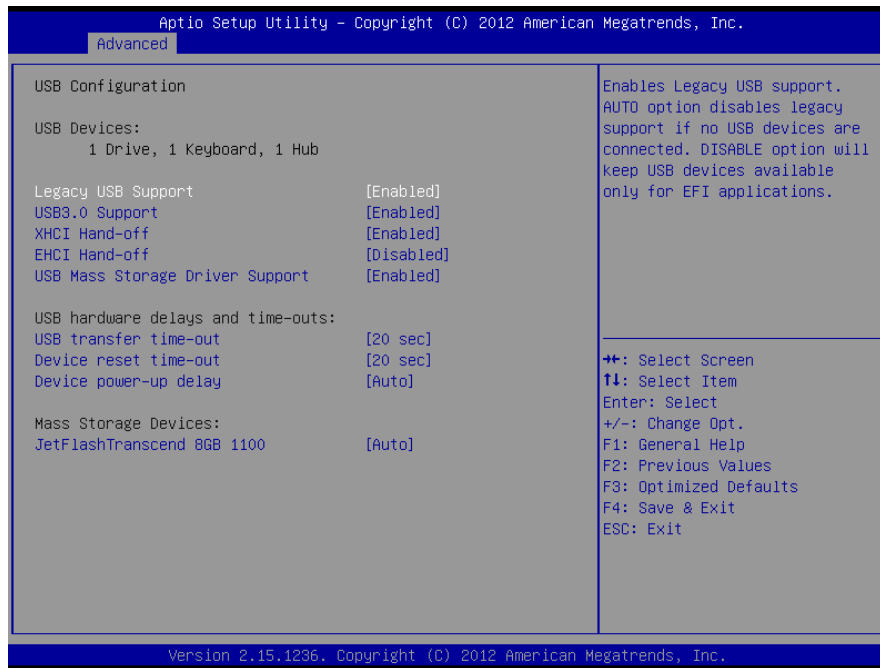 Aptio Setup Utility – Copyright (C) 2012 American Megatrends, Inc.
Advanced
USB Configuration
USB Devices:
1 Drive, 1 Keyboard, 1 Hub
Legacy USB Support [Enabled]
USB3.0 Support [Enabled]
XHCI Hand-off [Enabled]
EHCI Hand-off [Disabled]
USB Mass Storage Driver Support [Enabled]
USB hardware delays and time-outs:
USB transfer time-out [20 sec]
Device reset time-out [20 sec]
Device power-up delay [Auto]
Mass Storage Devices:
JetFlashTranscend 8GB 1100 [Auto]
Enables Legacy USB support.
AUTO option disables legacy
support if no USB devices are
connected. DISABLE option will
keep USB devices available
only for EFI applications.
→←: Select Screen
↑↓: Select Item
Enter: Select
+/-: Change Opt.
F1: General Help
F2: Previous Values
F3: Optimized Defaults
F4: Save & Exit
ESC: Exit
Version 2.15.1236. Copyright (C) 2012 American Megatrends, Inc.